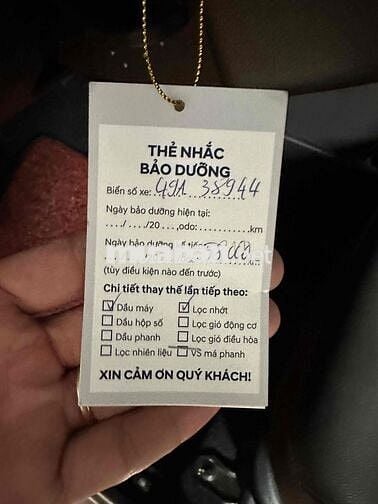 THẺ NHẮC
BẢO DƯỠNG
Biển số xe: 49A 38944
Ngày bảo dưỡng hiện tại:
..../..../20...,odo:..........km
Ngày bảo dưỡng
(tùy điều kiện nào đến trước)
Chi tiết thay thế lần tiếp theo:
☑ Dầu máy ☑ Lọc nhớt
☐ Dầu hộp số ☐ Lọc gió động cơ
☐ Dầu phanh ☐ Lọc gió điều hòa
☐ Lọc nhiên liệu ☐ VS má phanh
XIN CẢM ƠN QUÝ KHÁCH!